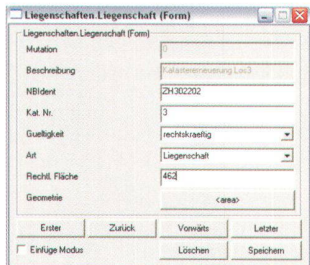 Liegenschaften.Liegenschaft (Form)
Liegenschaften.Liegenschaft (Form)
Mutation 0
Beschreibung Katastererneuerung Los3
NBIdent ZH302202
Kat. Nr. 3
Gueltigkeit rechtskraeftig
Art Liegenschaft
Rechtl. Fläche 462
Geometrie <area>
Erster Zurück Vorwärts Letzter
Einfüge Modus Löschen Speichern